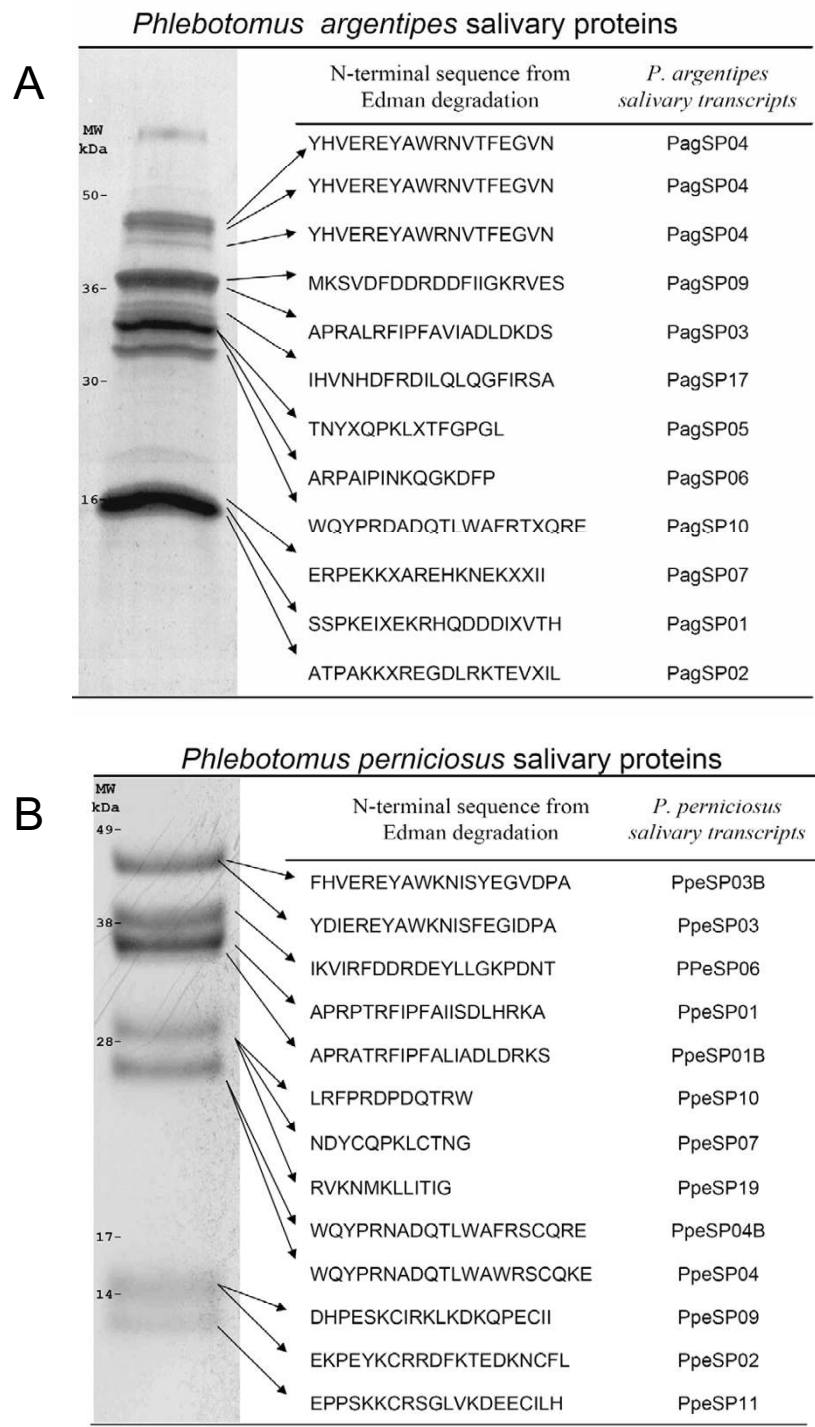 Phlebotomus argentipes salivary proteins
A
N-terminal sequence from
Edman degradation
P. argentipes
salivary transcripts
MW
kDa
50-
36-
30-
16-
YHVEREYAWRNVTFEGVN PagSP04
YHVEREYAWRNVTFEGVN PagSP04
YHVEREYAWRNVTFEGVN PagSP04
MKSVDFDDRDDFIIGKRVES PagSP09
APRALRFIPFAVIADLDKDS PagSP03
IHVNHDFRDILQLQGFIRSA PagSP17
TNYXQPKLXTFGPGL PagSP05
ARPAIPINKQGKDFP PagSP06
WQYPRDADQTLWAFRTXQRE PagSP10
ERPEKKXAREHKNEKXXII PagSP07
SSPKEIXEKRHQDDDIXVTH PagSP01
ATPAKKXREGDLRKTEVXIL PagSP02
Phlebotomus perniciosus salivary proteins
B
N-terminal sequence from
Edman degradation
P. perniciosus
salivary transcripts
MW
kDa
49-
38-
28-
17-
14-
FHVEREYAWKNISYEGVDPA PpeSP03B
YDIEREYAWKNISFEGIDPA PpeSP03
IKVIRFDDRDEYLLGKPDNT PPeSP06
APRPTRFIPFAIISDLHRKA PpeSP01
APRATRFIPFALIADLDRKS PpeSP01B
LRFPRDPDQTRW PpeSP10
NDYCQPKLCTNG PpeSP07
RVKNMKLLITIG PpeSP19
WQYPRNADQTLWAFRSCQRE PpeSP04B
WQYPRNADQTLWAWRSCQKE PpeSP04
DHPESKCIRKLKDKQPECII PpeSP09
EKPEYKCRRDFKTEDKNCFL PpeSP02
EPPSKKCRSGLVKDEECILH PpeSP11